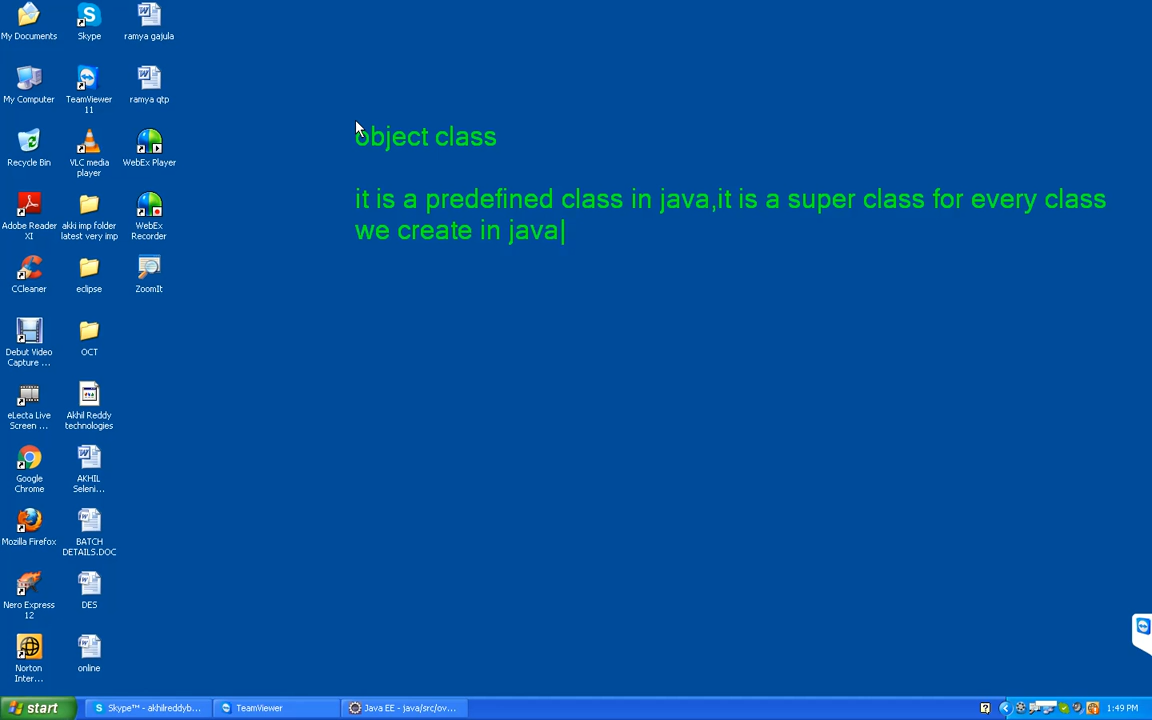 My Documents
Skype
ramya gajula
My Computer
TeamViewer
11
ramya qtp
Recycle Bin
VLC media
player
WebEx Player
Adobe Reader
XI
akki imp folder
latest very imp
WebEx
Recorder
CCleaner
eclipse
ZoomIt
Debut Video
Capture ...
OCT
eLecta Live
Screen ...
Akhil Reddy
technologies
Google
Chrome
AKHIL
Seleni...
Mozilla Firefox
BATCH
DETAILS.DOC
Nero Express
12
DES
Norton
Inter...
online
object class
it is a predefined class in java,it is a super class for every class
we create in java
start
Skype™ - akhilreddyb...
TeamViewer
Java EE - java/src/ov...
1:49 PM